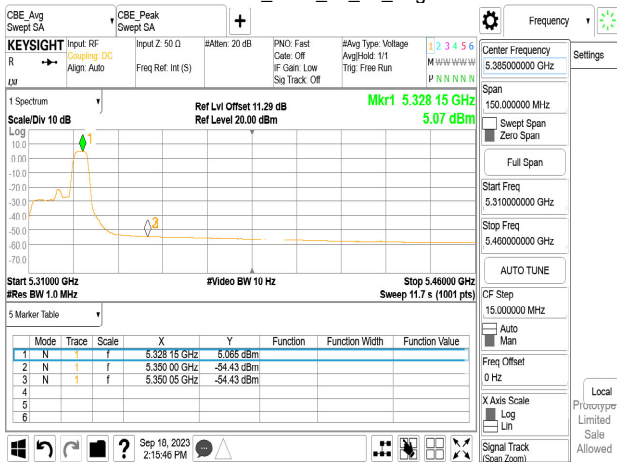 CBE_Avg
Swept SA
CBE_Peak
Swept SA
+
Frequency
KEYSIGHT
R
Input: RF
Coupling: DC
Align: Auto
Input Z: 50 Ω
Freq Ref: Int (S)
#Atten: 20 dB
PNO: Fast
Gate: Off
IF Gain: Low
Sig Track: Off
#Avg Type: Voltage
Avg|Hold: 1/1
Trig: Free Run
1 2 3 4 5 6
M W W W W W
P N N N N N
1 Spectrum
Scale/Div 10 dB
Ref Lvl Offset 11.29 dB
Ref Level 20.00 dBm
Mkr1 5.328 15 GHz
5.07 dBm
Log
10.0
0.00
-10.0
-20.0
-30.0
-40.0
-50.0
-60.0
-70.0
1
Start 5.31000 GHz
#Res BW 1.0 MHz
#Video BW 10 Hz
Stop 5.46000 GHz
Sweep 11.7 s (1001 pts)
5 Marker Table
Mode Trace Scale X Y Function Function Width Function Value
1 N 1 f 5.328 15 GHz 5.065 dBm
2 N 1 f 5.350 00 GHz -54.43 dBm
3 N 1 f 5.350 05 GHz -54.43 dBm
4
5
6
?
Sep 18, 2023
2:15:46 PM
Center Frequency
5.385000000 GHz
Settings
Span
150.000000 MHz
Swept Span
Zero Span
Full Span
Start Freq
5.310000000 GHz
Stop Freq
5.460000000 GHz
AUTO TUNE
CF Step
15.000000 MHz
Auto
Man
Freq Offset
0 Hz
X Axis Scale
Log
Lin
Signal Track
(Span Zoom)
Local
Prototype
Limited
Sale
Allowed